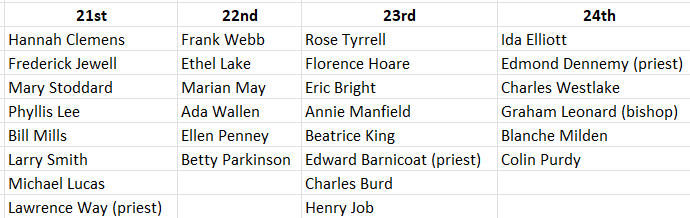 21st 22nd 23rd 24th
Hannah Clemens Frank Webb Rose Tyrrell Ida Elliott
Frederick Jewell Ethel Lake Florence Hoare Edmond Dennemy (priest)
Mary Stoddard Marian May Eric Bright Charles Westlake
Phyllis Lee Ada Wallen Annie Manfield Graham Leonard (bishop)
Bill Mills Ellen Penney Beatrice King Blanche Milden
Larry Smith Betty Parkinson Edward Barnicoat (priest) Colin Purdy
Michael Lucas Charles Burd
Lawrence Way (priest) Henry Job